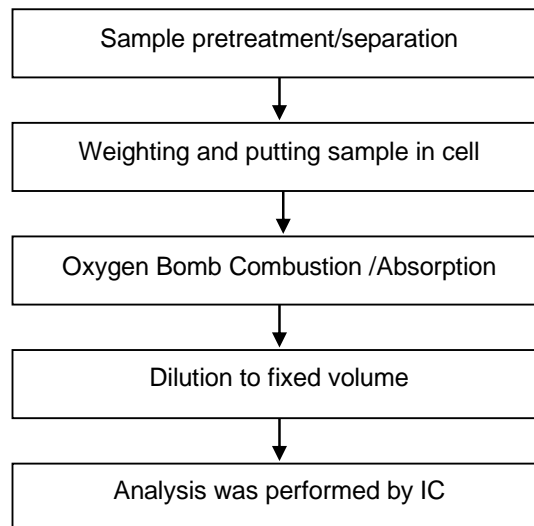 Sample pretreatment/separation
Weighting and putting sample in cell
Oxygen Bomb Combustion /Absorption
Dilution to fixed volume
Analysis was performed by IC